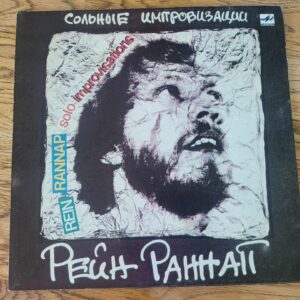 СОЛЬНЫЕ ИМПРОВИЗАЦИИ
REIN RANNAP
solo improvisations
РЕЙН РАННАП